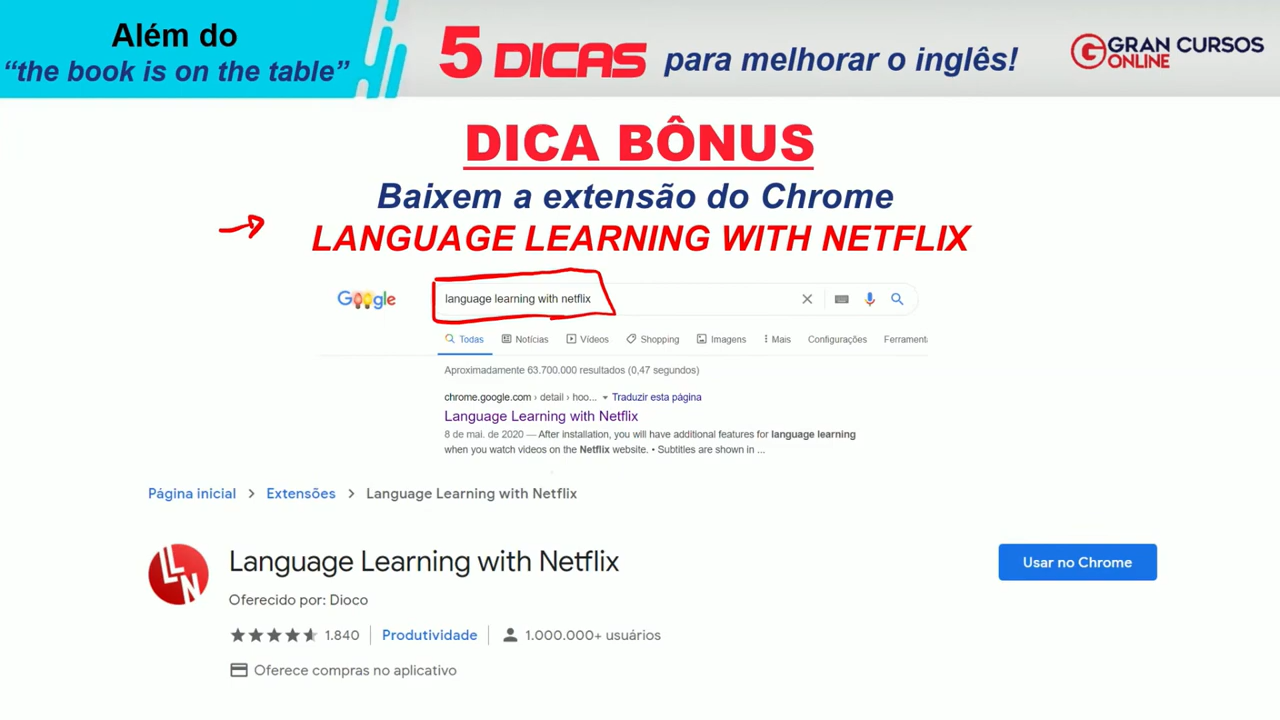 Além do
“the book is on the table”
5 DICAS para melhorar o inglês!
GRAN CURSOS
ONLINE
DICA BÔNUS
Baixem a extensão do Chrome
LANGUAGE LEARNING WITH NETFLIX
Google
language learning with netflix
Todas Notícias Vídeos Shopping Imagens Mais Configurações Ferramenta
Aproximadamente 63.700.000 resultados (0,47 segundos)
chrome.google.com › detail › hoo... Traduzir esta página
Language Learning with Netflix
8 de mai. de 2020 — After installation, you will have additional features for language learning
when you watch videos on the Netflix website. • Subtitles are shown in ...
Página inicial > Extensões > Language Learning with Netflix
LLN
Language Learning with Netflix
Usar no Chrome
Oferecido por: Dioco
1.840 Produtividade 1.000.000+ usuários
Oferece compras no aplicativo